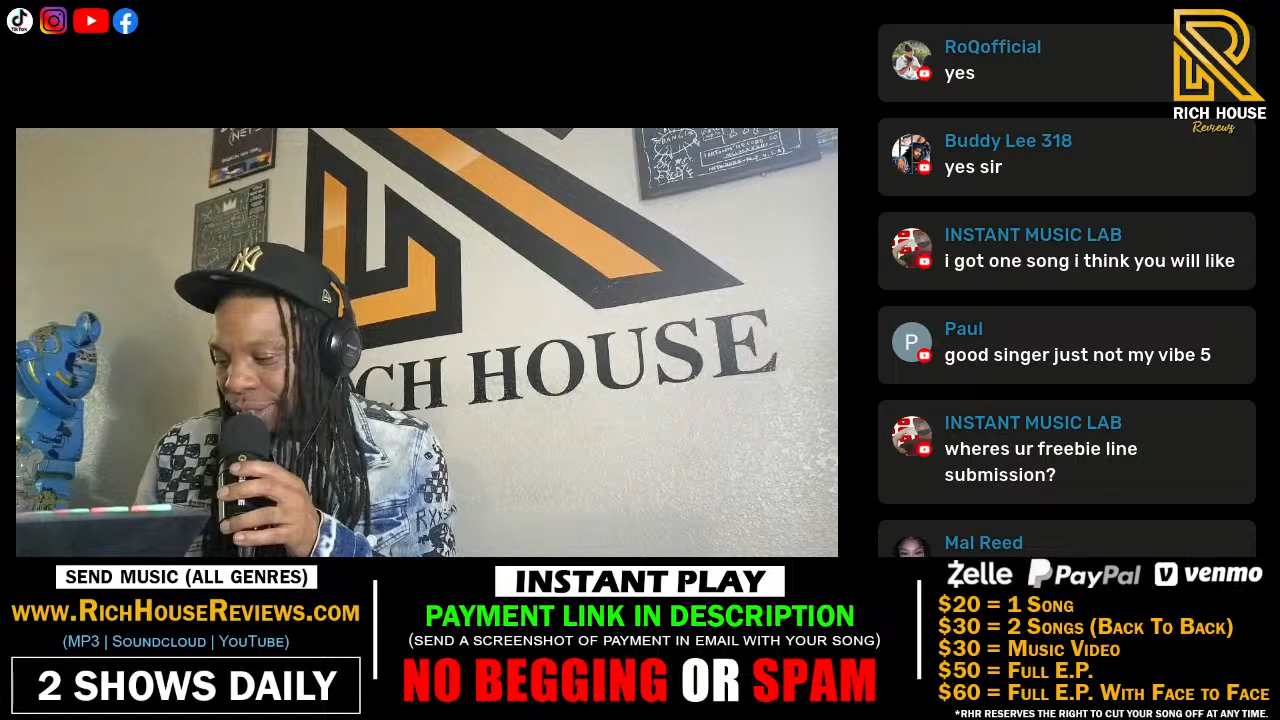 RoQofficial
yes
RICH HOUSE
Reviews
Buddy Lee 318
yes sir
INSTANT MUSIC LAB
i got one song i think you will like
Paul
P
good singer just not my vibe 5
INSTANT MUSIC LAB
wheres ur freebie line
submission?
Mal Reed
NY
CH HOUSE
SEND MUSIC (ALL GENRES)
www.RichHouseReviews.com
(MP3 | SOUNDCLOUD | YOUTUBE)
2 SHOWS DAILY
INSTANT PLAY
PAYMENT LINK IN DESCRIPTION
(SEND A SCREENSHOT OF PAYMENT IN EMAIL WITH YOUR SONG)
NO BEGGING OR SPAM
Zelle PayPal V venmo
$20 = 1 Song
$30 = 2 Songs (Back To Back)
$30 = Music Video
$50 = Full E.P.
$60 = Full E.P. With Face to Face
*RHR RESERVES THE RIGHT TO CUT YOUR SONG OFF AT ANY TIME.